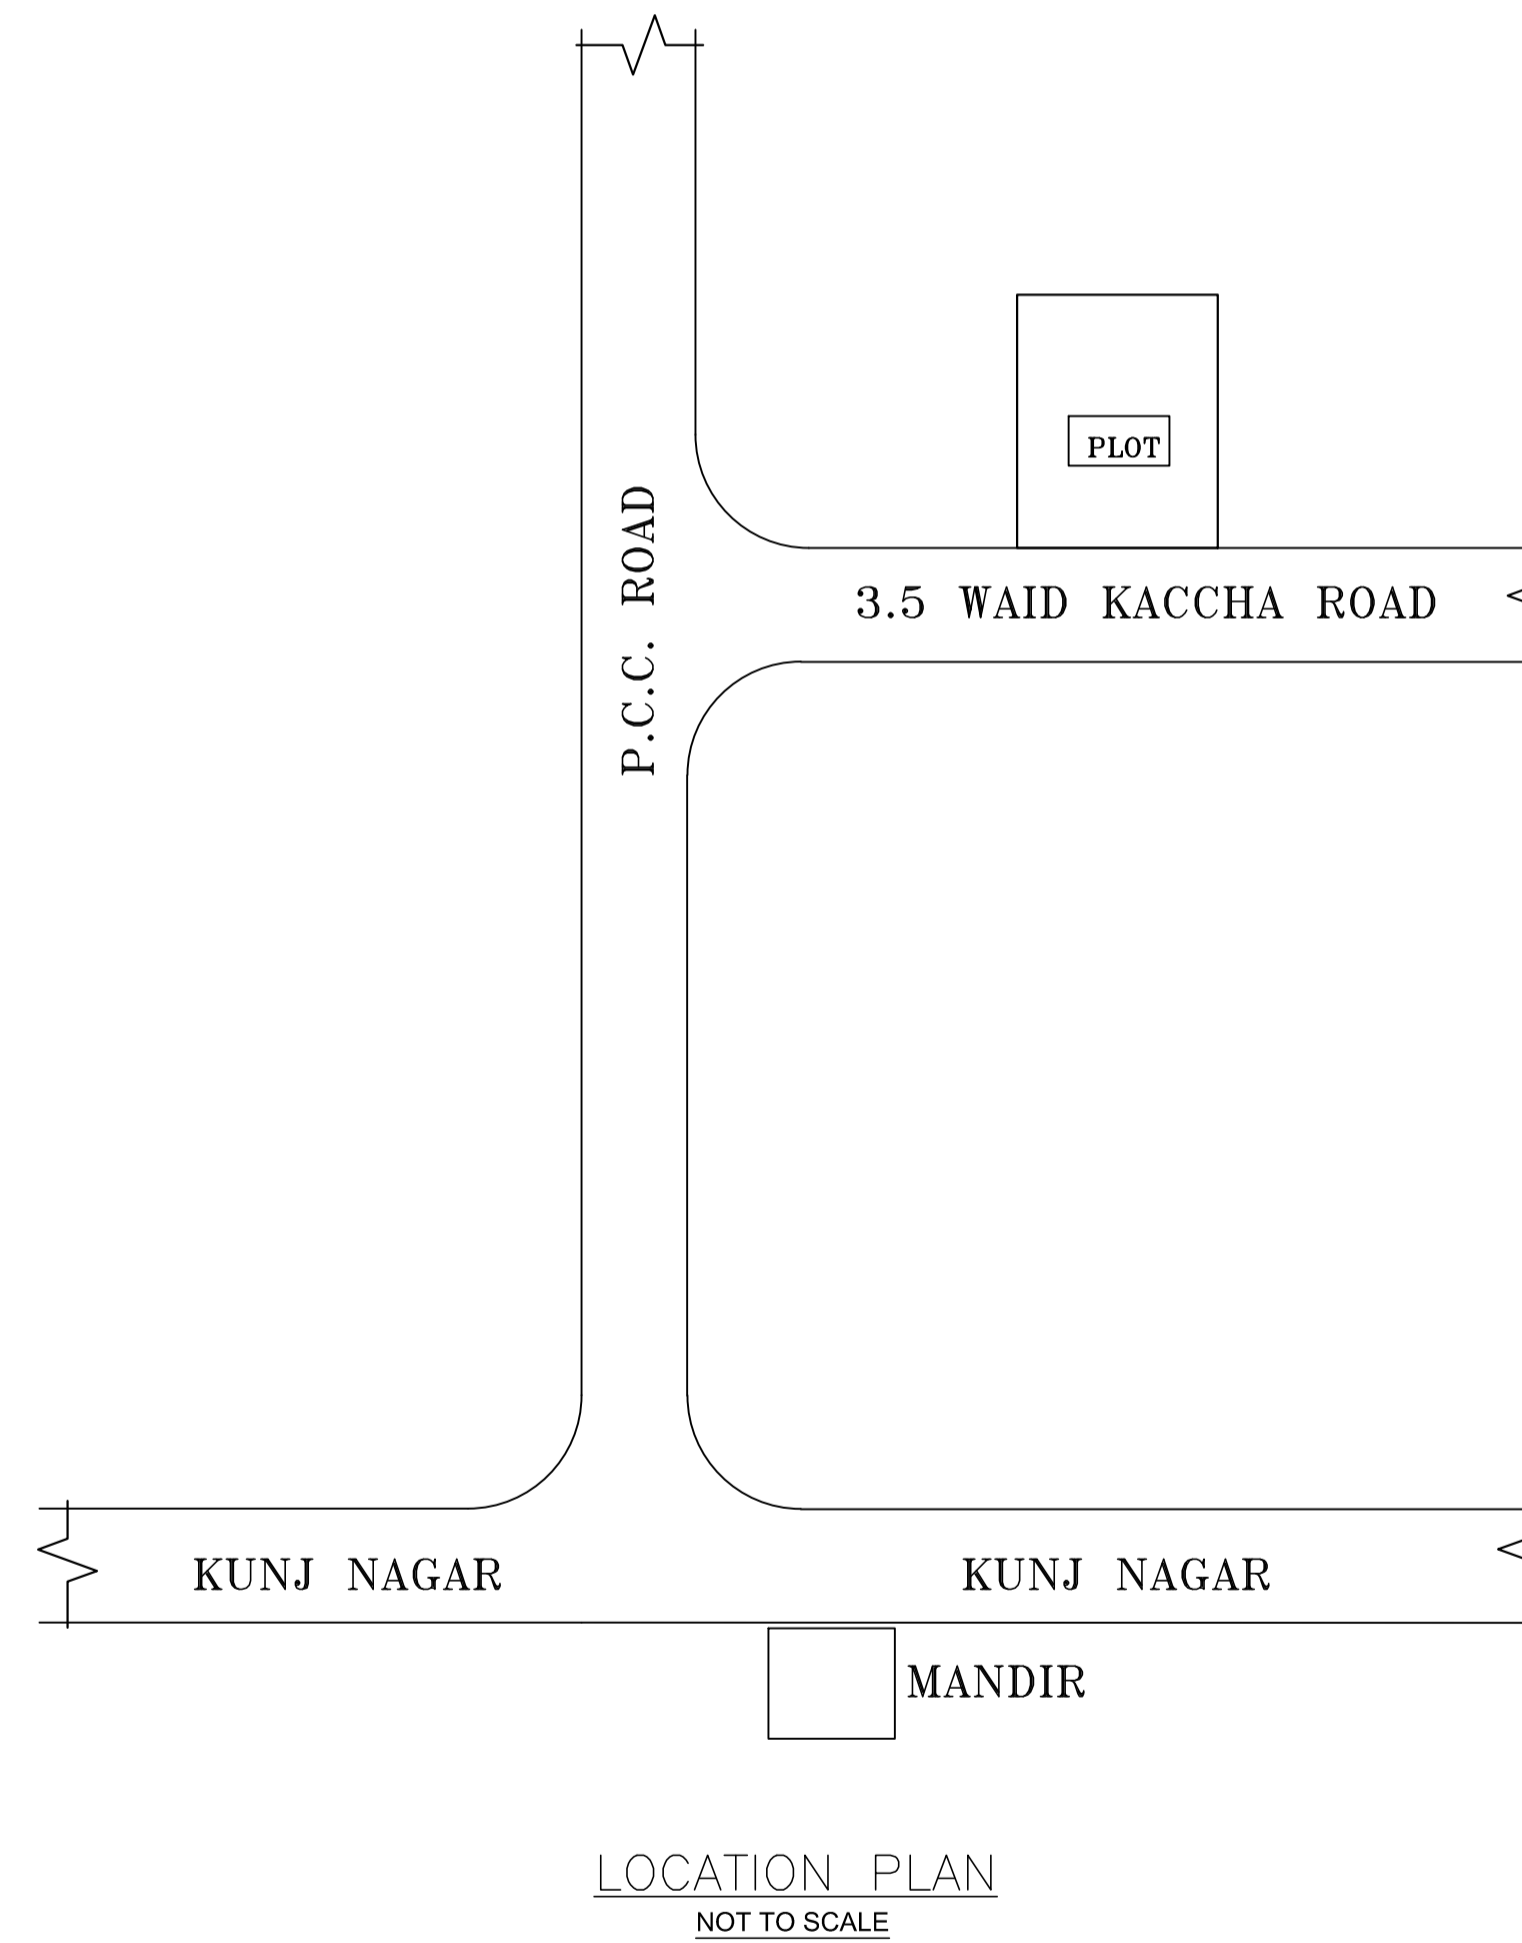 PLOT
3.5 WAID KACCHA ROAD
P.C.C. ROAD
KUNJ NAGAR
KUNJ NAGAR
MANDIR
LOCATION PLAN
NOT TO SCALE